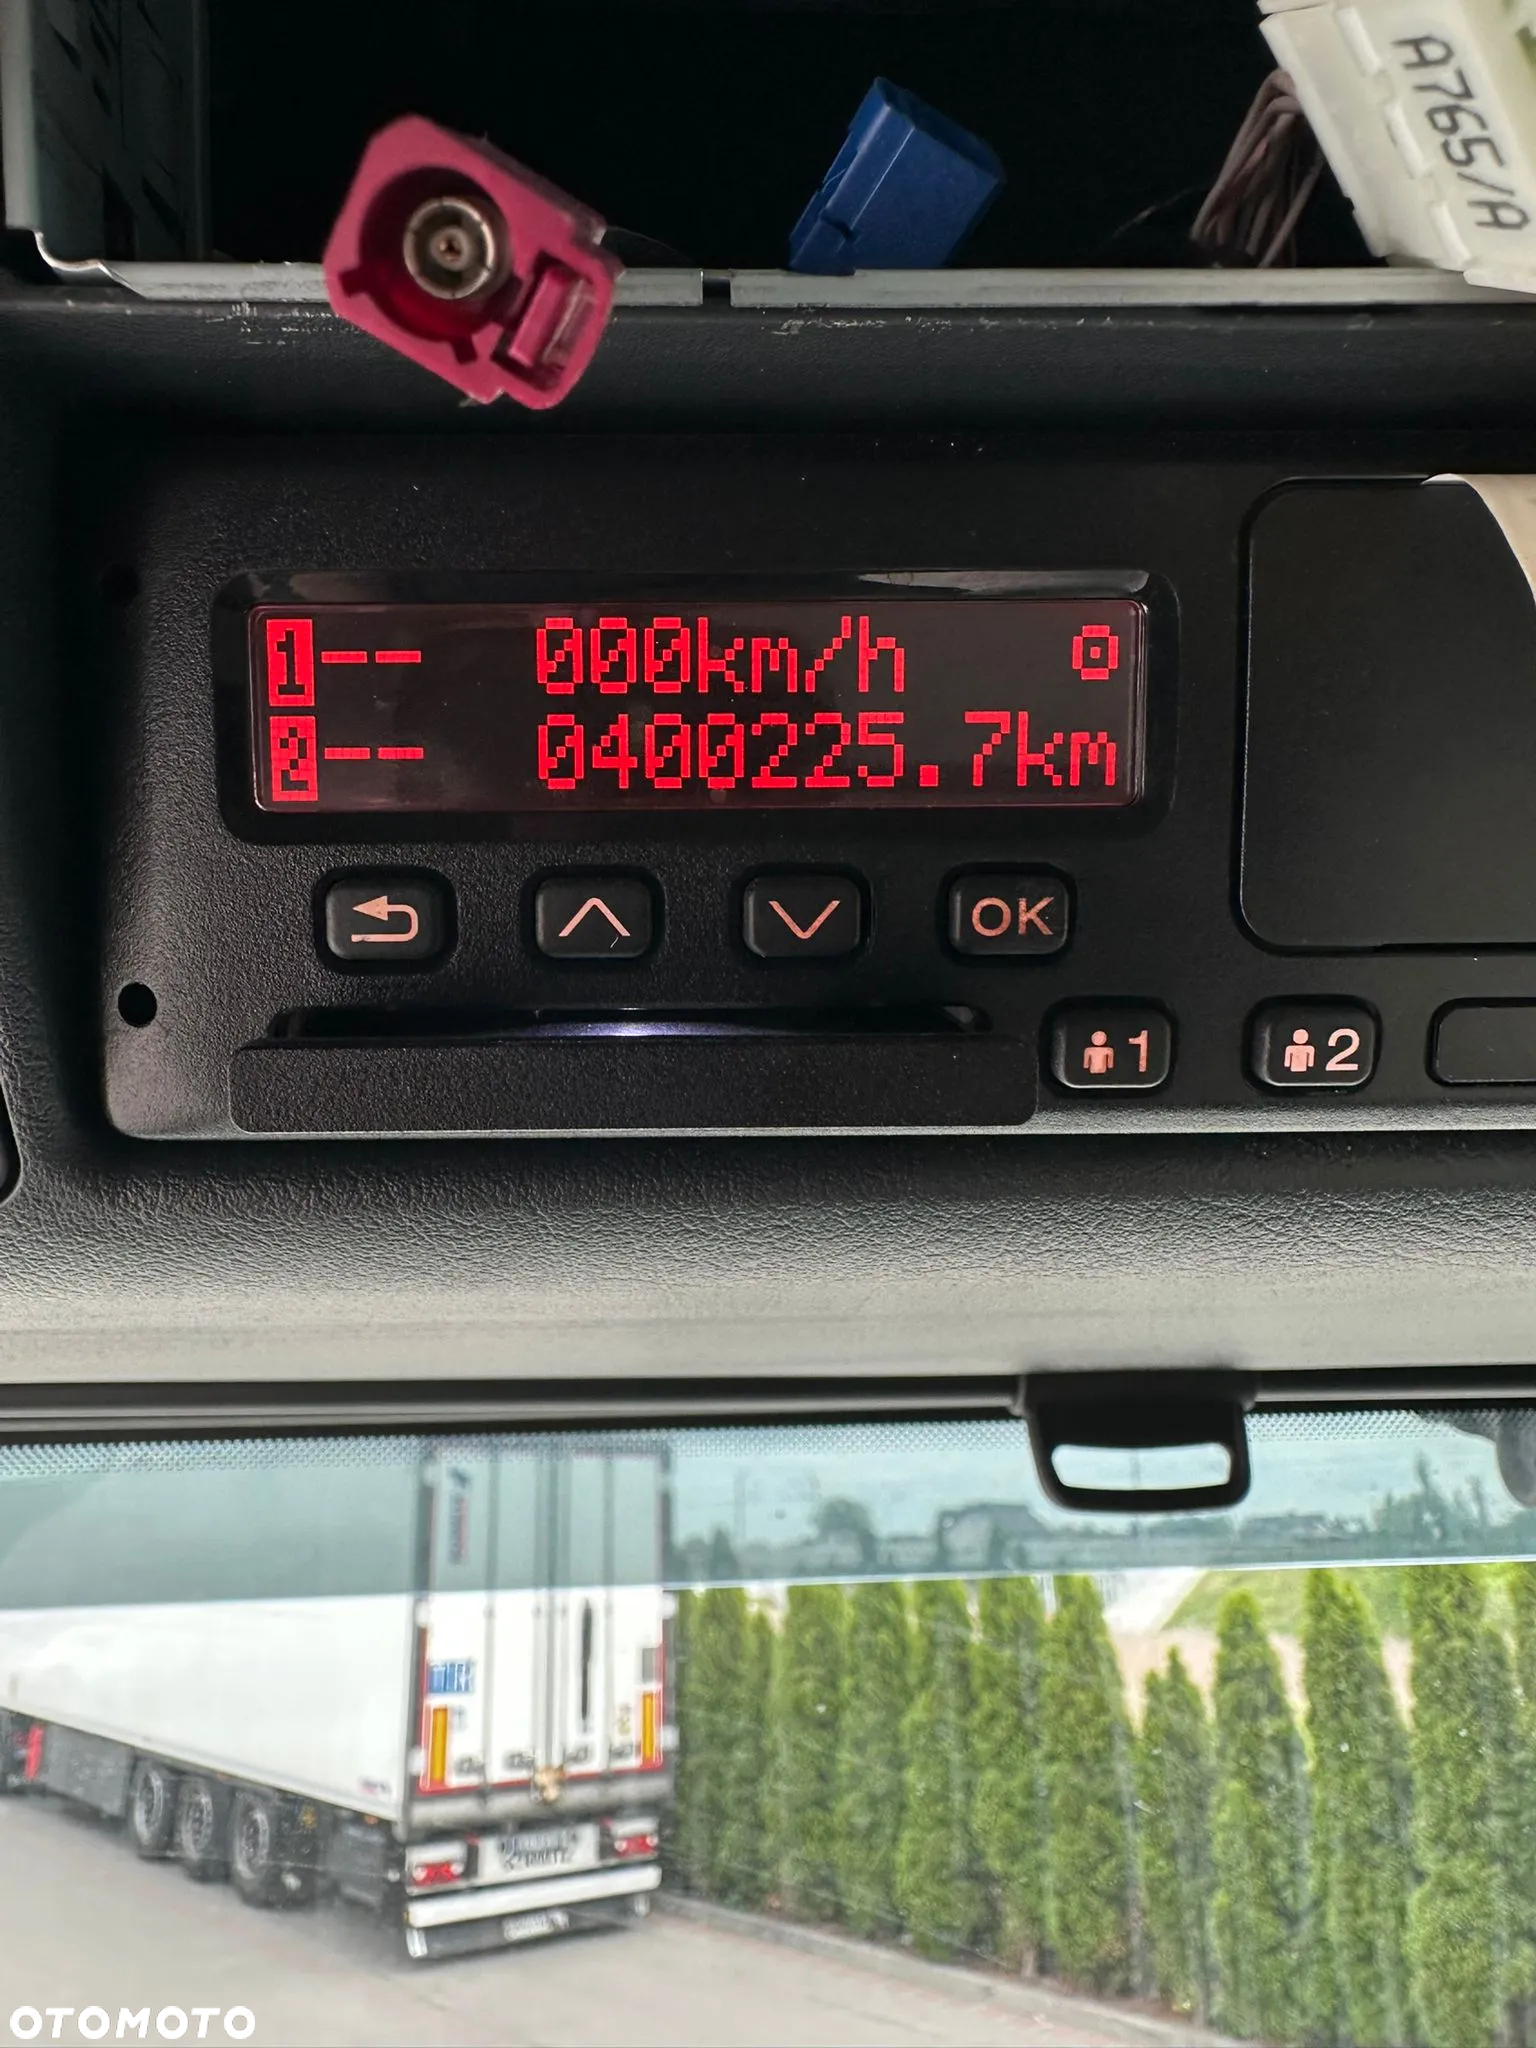 A765/A
1-- 000km/h
2-- 0400225.7km
OK
1
2
OTOMOTO